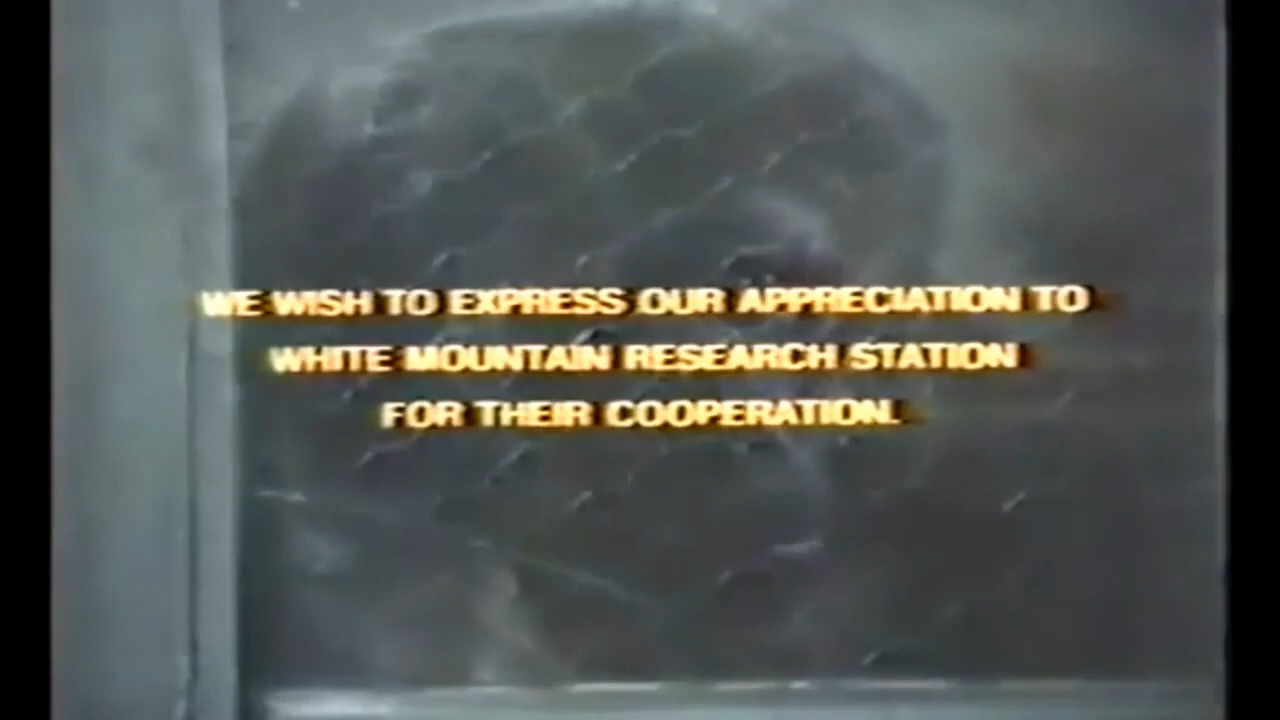 WE WISH TO EXPRESS OUR APPRECIATION TO
WHITE MOUNTAIN RESEARCH STATION
FOR THEIR COOPERATION.